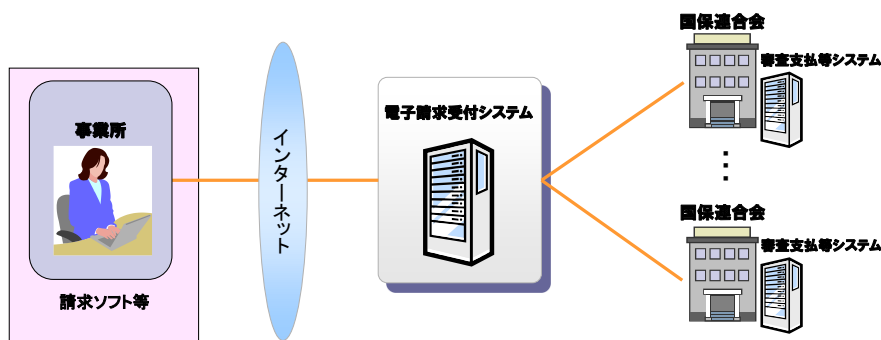 事業所
請求ソフト等
インターネット
電子請求受付システム
国保連合会
審査支払等システム
⋮
国保連合会
審査支払等システム